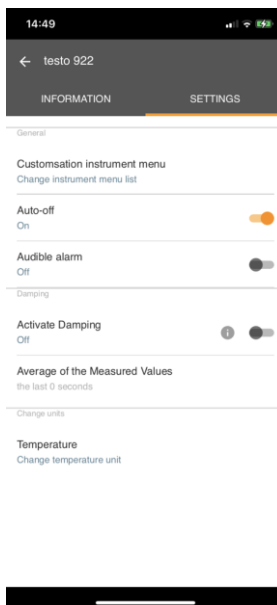 14:49
testo 922
INFORMATION SETTINGS
General
Customsation instrument menu
Change instrument menu list
Auto-off
On
Audible alarm
Off
Damping
Activate Damping
Off
Average of the Measured Values
the last 0 seconds
Change units
Temperature
Change temperature unit